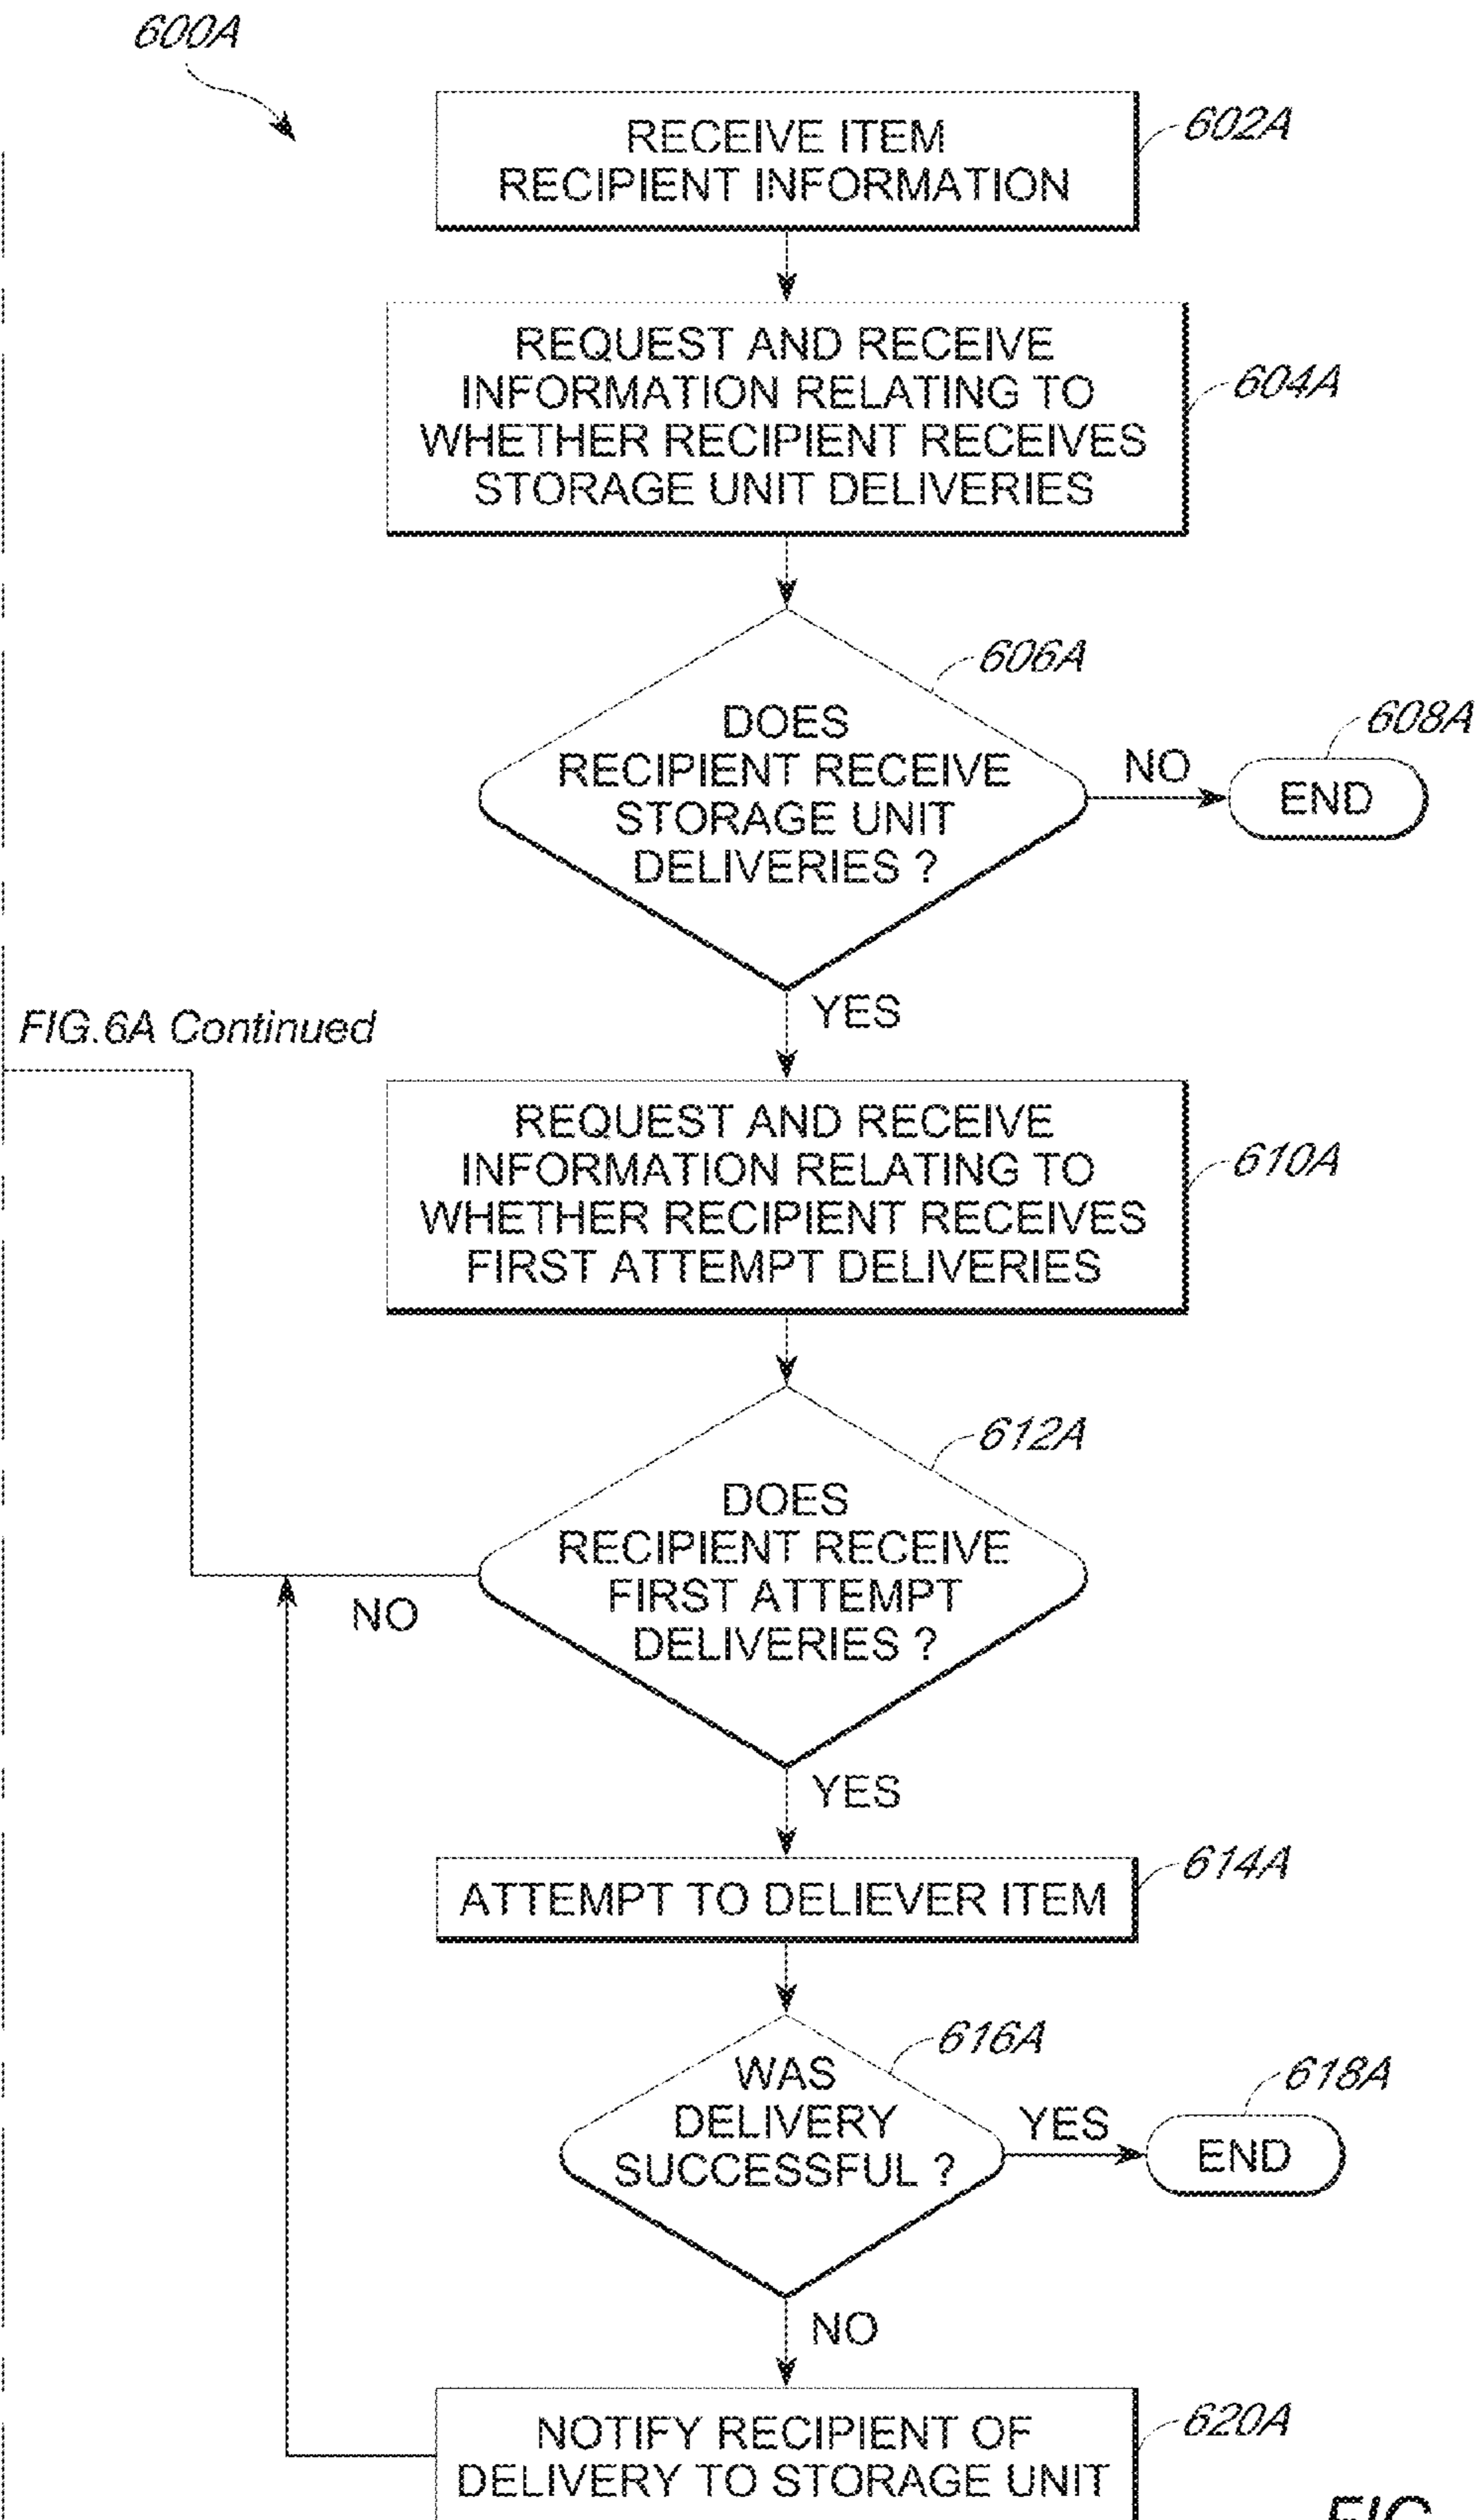 600A
RECEIVE ITEM
RECIPIENT INFORMATION
602A
REQUEST AND RECEIVE
INFORMATION RELATING TO
WHETHER RECIPIENT RECEIVES
STORAGE UNIT DELIVERIES
604A
606A
DOES
RECIPIENT RECEIVE
STORAGE UNIT
DELIVERIES ?
NO
608A
END
YES
FIG.6A Continued
REQUEST AND RECEIVE
INFORMATION RELATING TO
WHETHER RECIPIENT RECEIVES
FIRST ATTEMPT DELIVERIES
610A
612A
DOES
RECIPIENT RECEIVE
FIRST ATTEMPT
DELIVERIES ?
NO
YES
ATTEMPT TO DELIEVER ITEM
614A
616A
WAS
DELIVERY
SUCCESSFUL ?
YES
618A
END
NO
NOTIFY RECIPIENT OF
DELIVERY TO STORAGE UNIT
620A